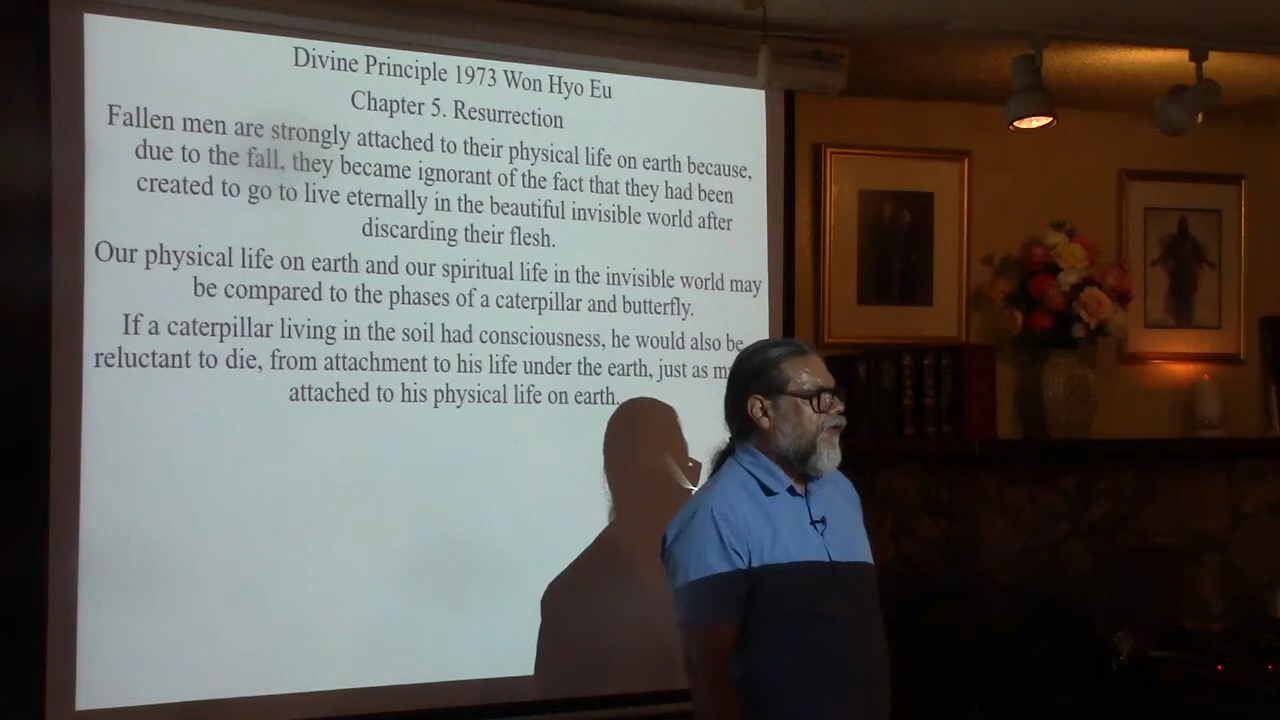 Divine Principle 1973 Won Hyo Eu
Chapter 5. Resurrection
Fallen men are strongly attached to their physical life on earth because,
due to the fall, they became ignorant of the fact that they had been
created to go to live eternally in the beautiful invisible world after
discarding their flesh.
Our physical life on earth and our spiritual life in the invisible world may
be compared to the phases of a caterpillar and butterfly.
If a caterpillar living in the soil had consciousness, he would also be
reluctant to die, from attachment to his life under the earth, just as
attached to his physical life on earth.